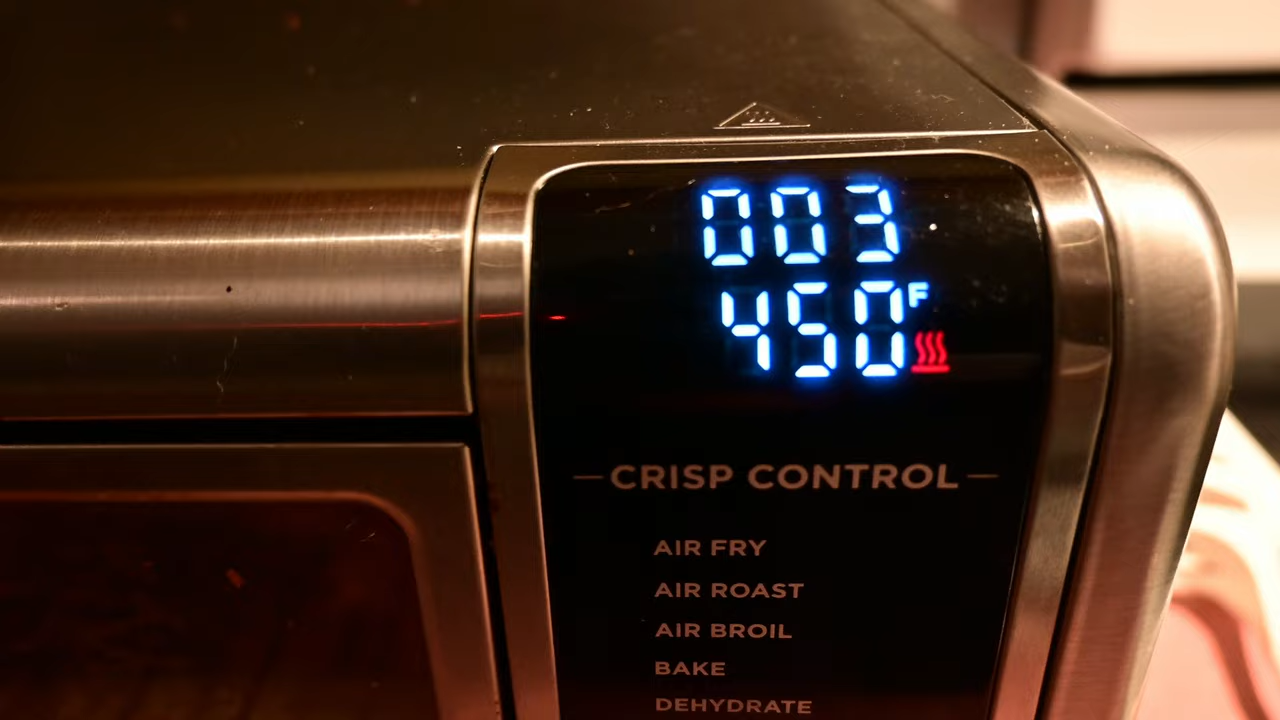 003
450F
CRISP CONTROL
AIR FRY
AIR ROAST
AIR BROIL
BAKE
DEHYDRATE